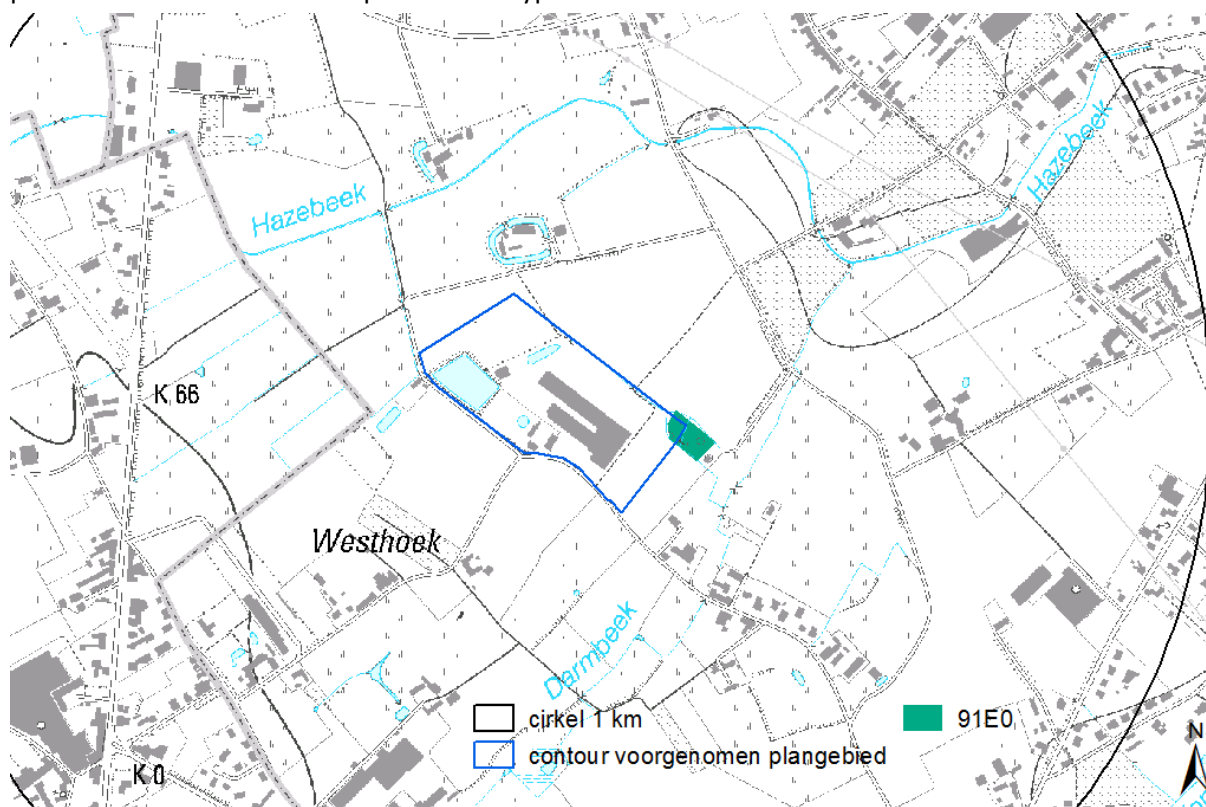 Hazebeek
Hazebeek
K 66
Westhoek
Darmbeek
cirkel 1 km
91E0
contour voorgenomen plangebied
N
K 0